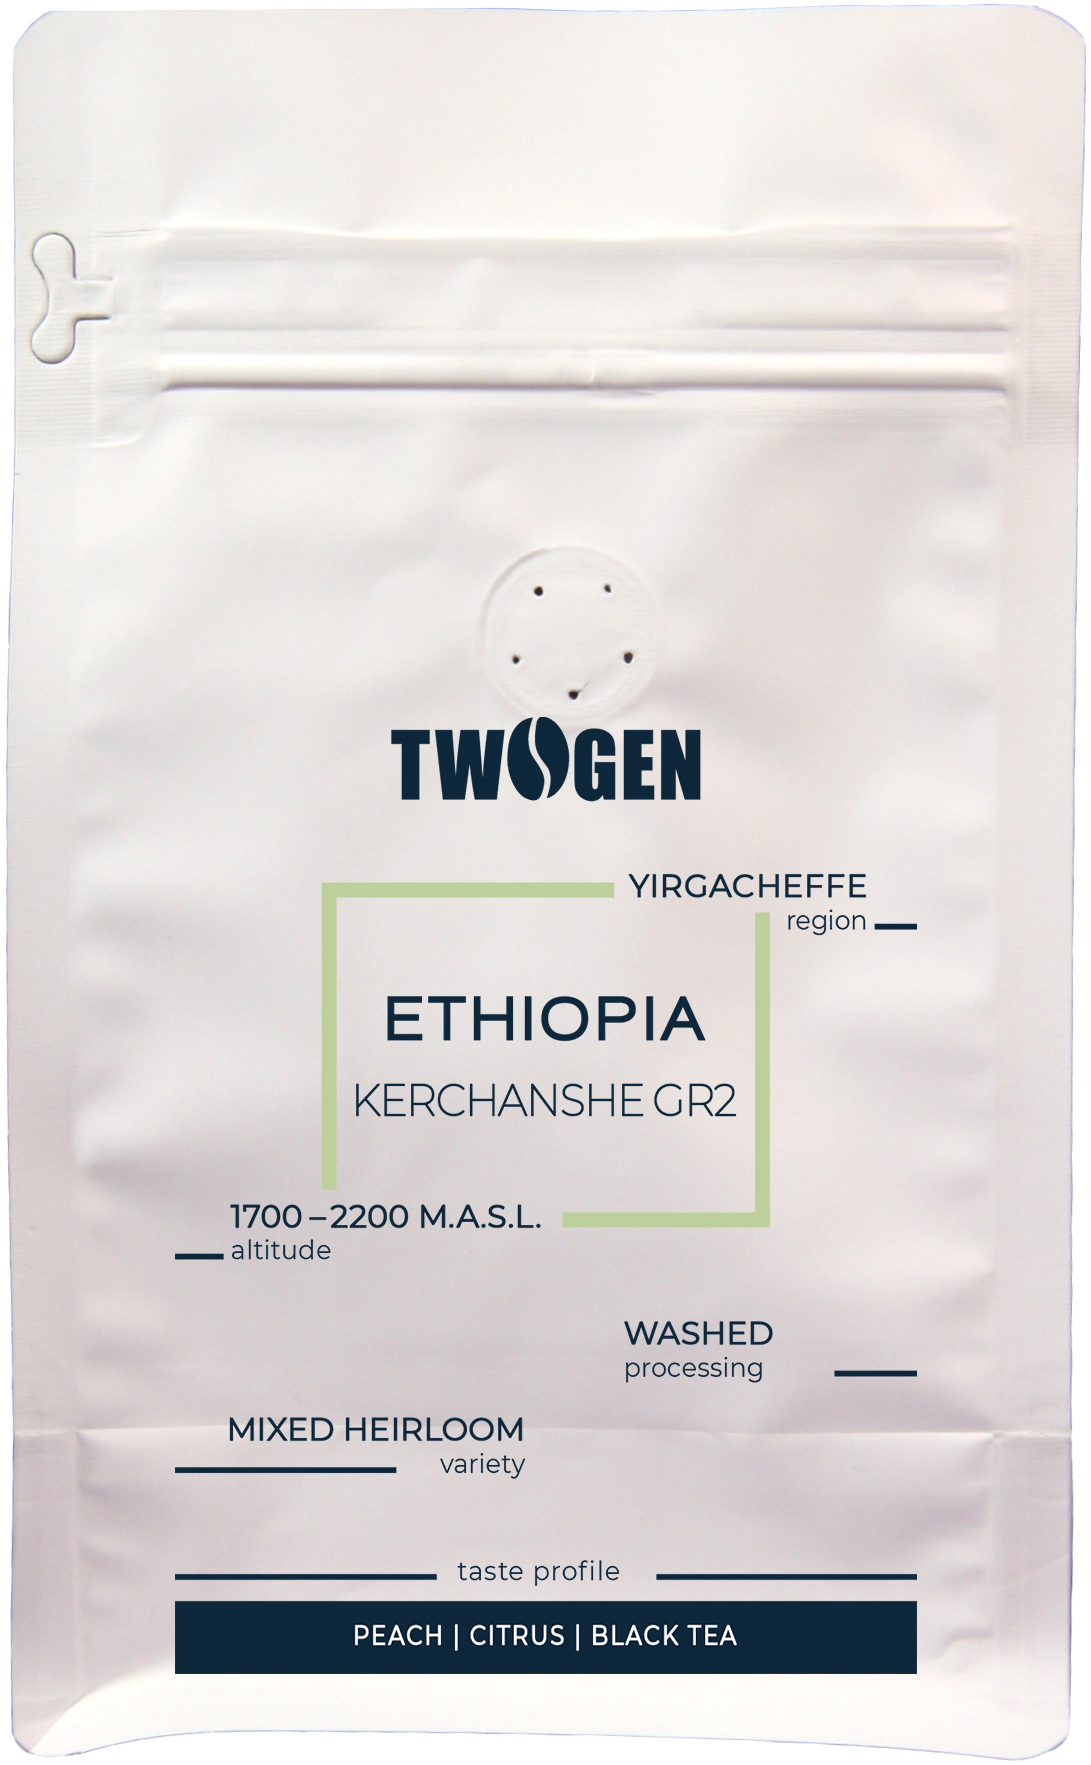 TWOGEN
YIRGACHEFFE
region
ETHIOPIA
KERCHANSHE GR2
1700–2200 M.A.S.L.
altitude
WASHED
processing
MIXED HEIRLOOM
variety
taste profile
PEACH | CITRUS | BLACK TEA